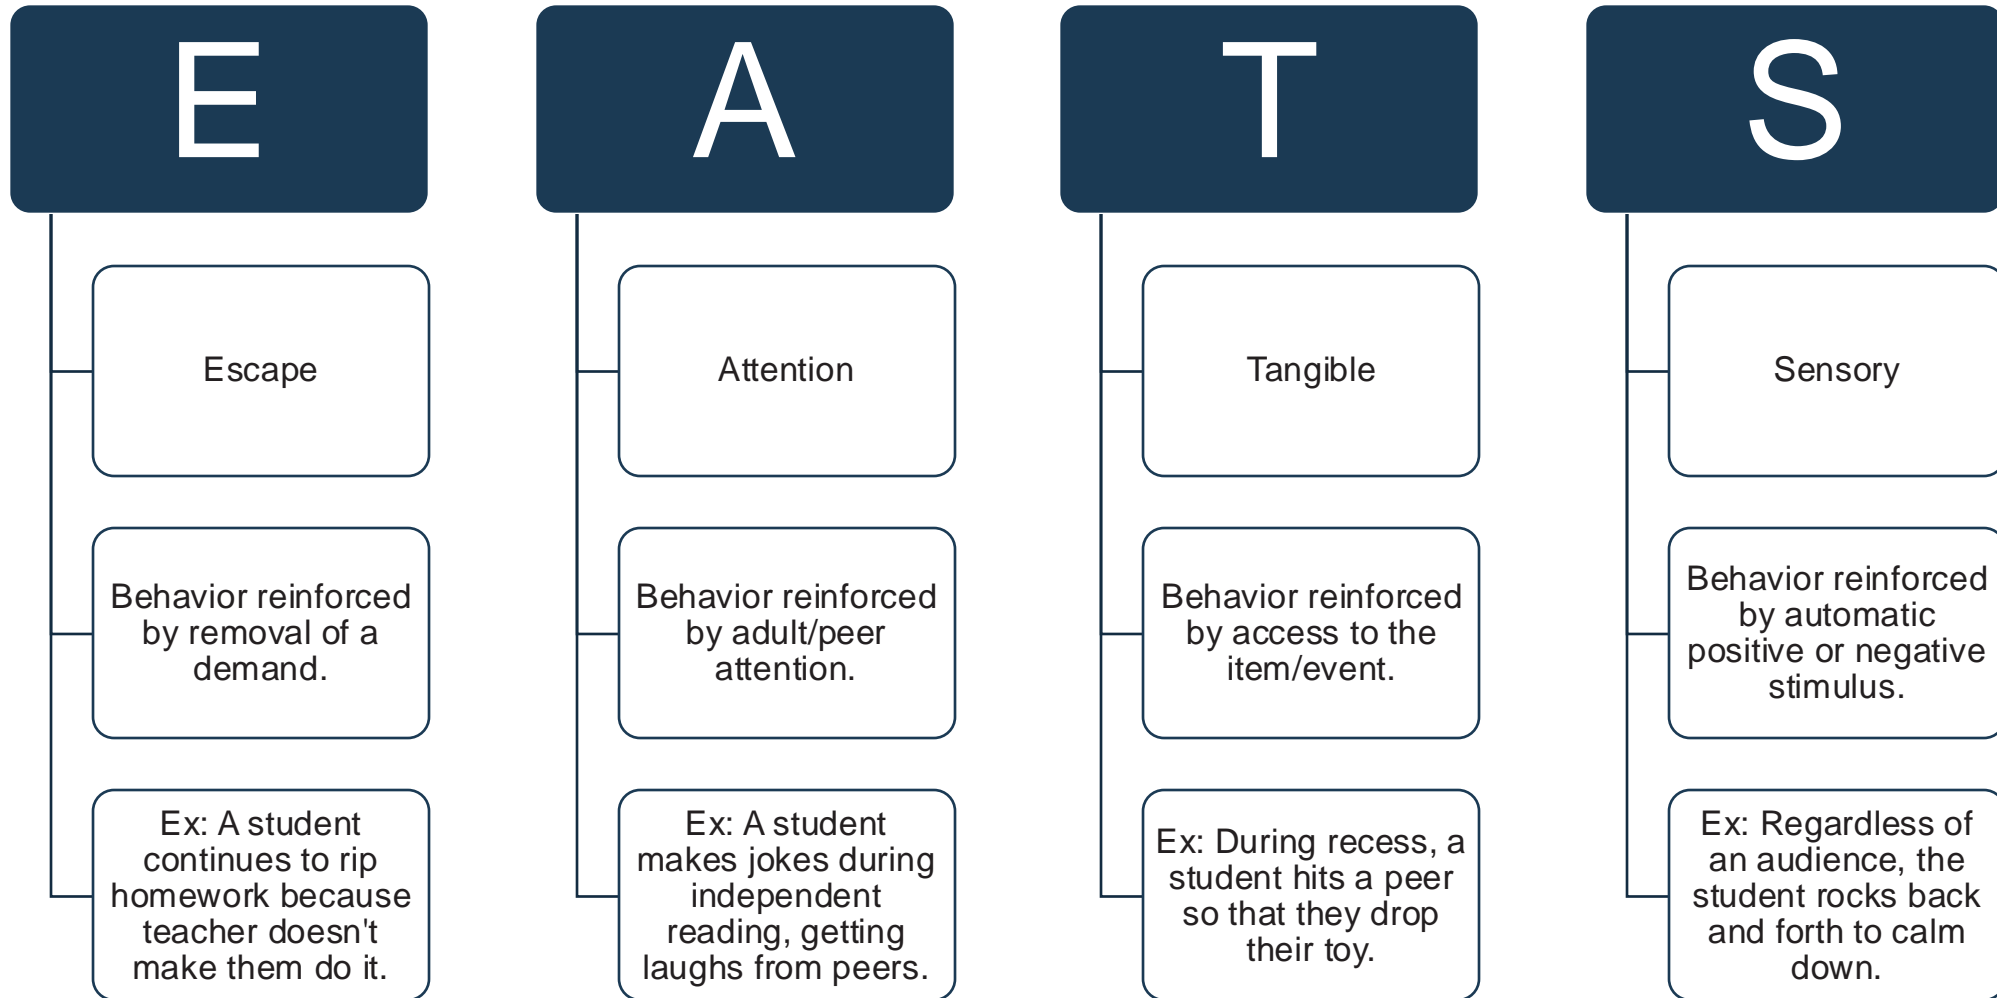 E
Escape
Behavior reinforced
by removal of a
demand.
Ex: A student
continues to rip
homework because
teacher doesn't
make them do it.
A
Attention
Behavior reinforced
by adult/peer
attention.
Ex: A student
makes jokes during
independent
reading, getting
laughs from peers.
T
Tangible
Behavior reinforced
by access to the
item/event.
Ex: During recess, a
student hits a peer
so that they drop
their toy.
S
Sensory
Behavior reinforced
by automatic
positive or negative
stimulus.
Ex: Regardless of
an audience, the
student rocks back
and forth to calm
down.